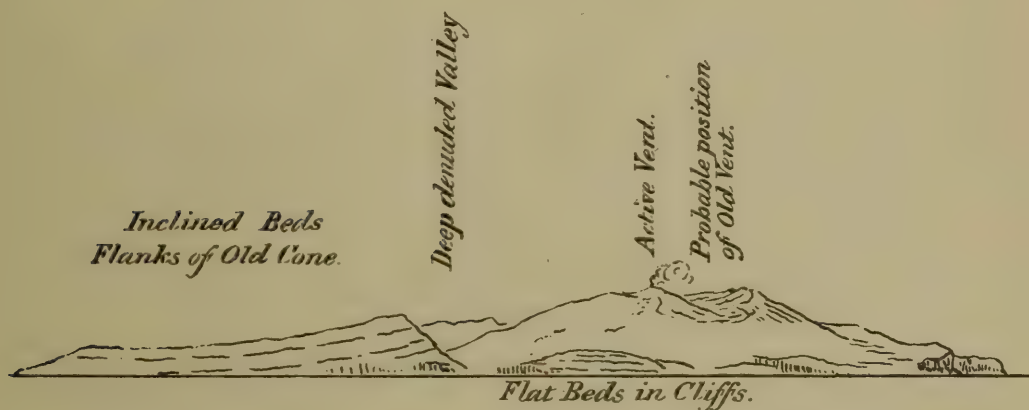 Inclined Beds
Flanks of Old Cone.
Deep denuded Valley
Active Vent.
Probable position
of Old Vent.
Flat Beds in Cliffs.